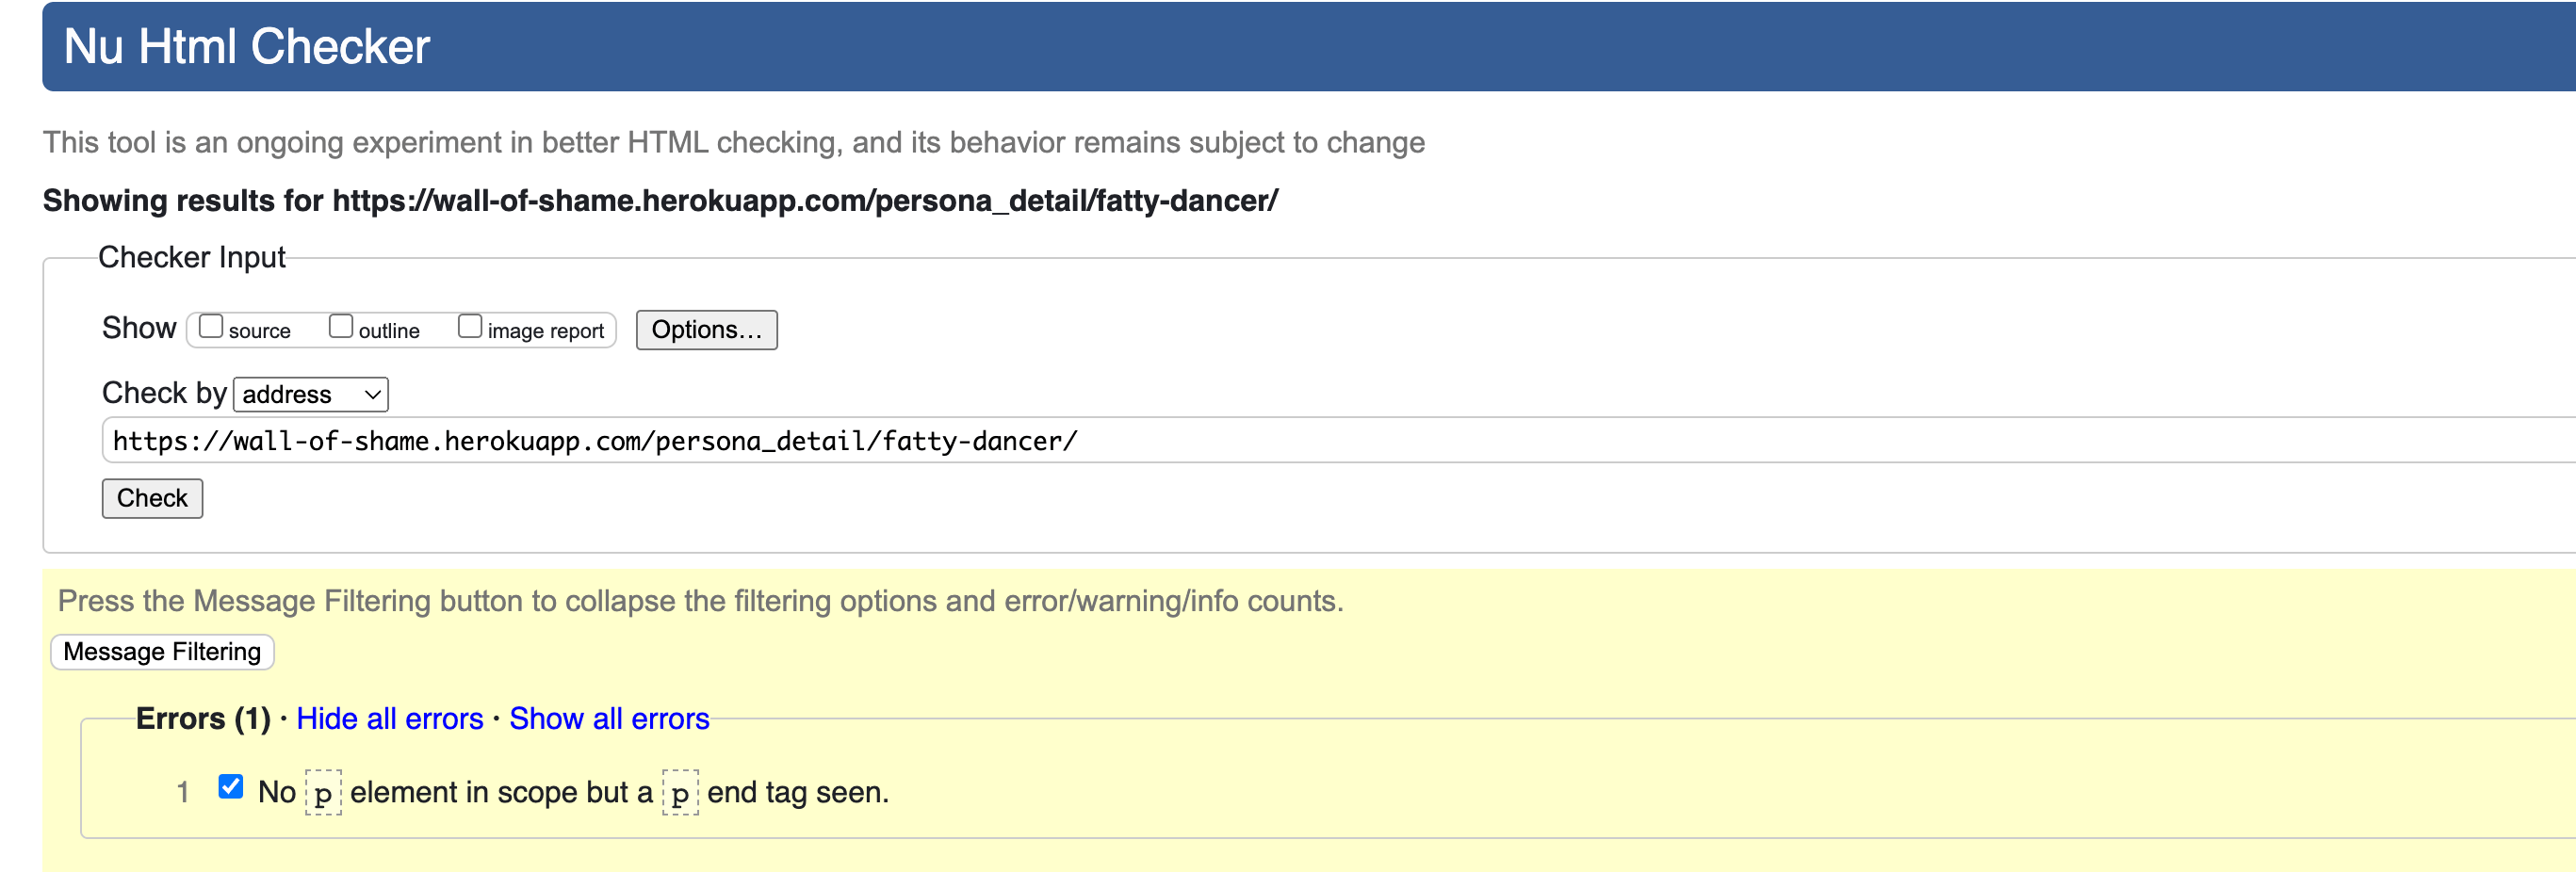 Nu Html Checker
This tool is an ongoing experiment in better HTML checking, and its behavior remains subject to change
Showing results for https://wall-of-shame.herokuapp.com/persona_detail/fatty-dancer/
Checker Input
Show source outline image report Options...
Check by address
https://wall-of-shame.herokuapp.com/persona_detail/fatty-dancer/
Check
Press the Message Filtering button to collapse the filtering options and error/warning/info counts.
Message Filtering
Errors (1) · Hide all errors · Show all errors
1 No p element in scope but a p end tag seen.